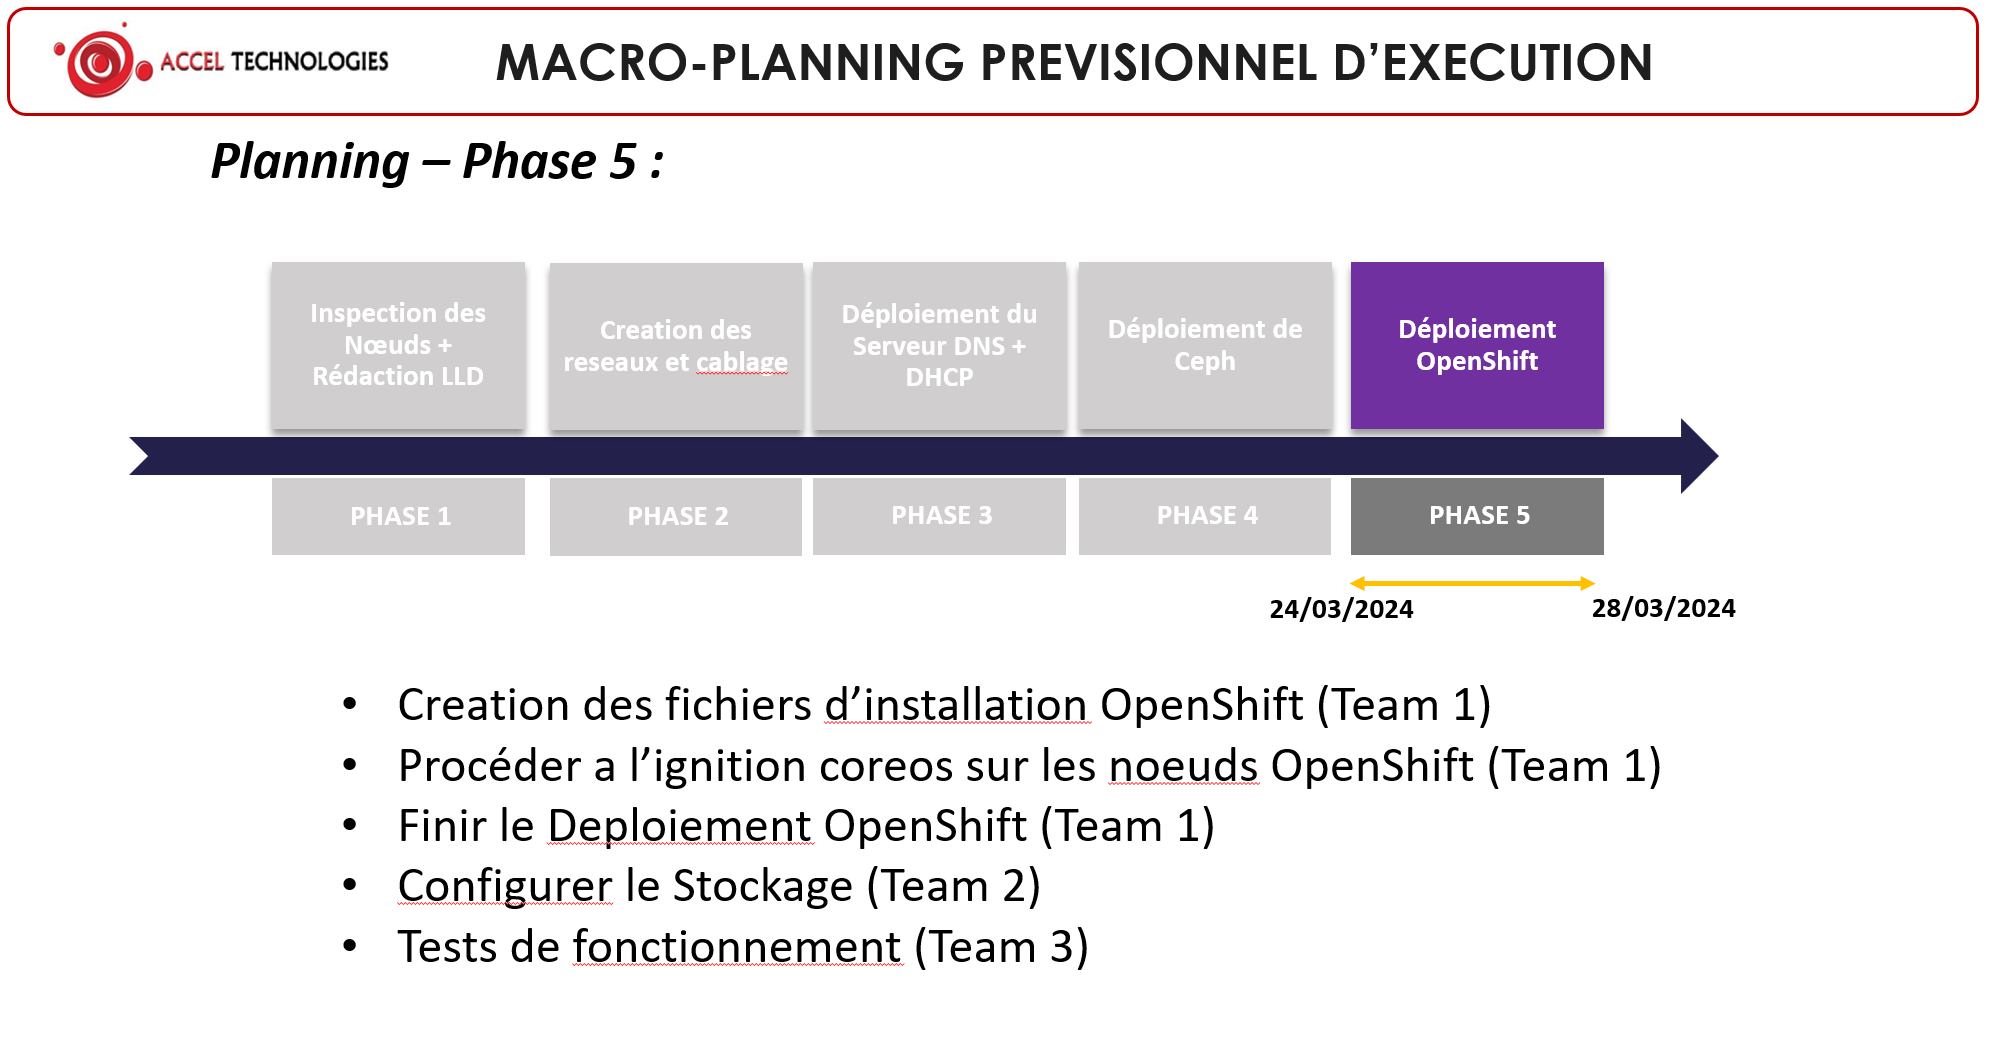 ACCEL TECHNOLOGIES
MACRO-PLANNING PREVISIONNEL D’EXECUTION
Planning – Phase 5 :
Inspection des
Nœuds +
Rédaction LLD
Creation des
reseaux et cablage
Déploiement du
Serveur DNS +
DHCP
Déploiement de
Ceph
Déploiement
OpenShift
PHASE 1
PHASE 2
PHASE 3
PHASE 4
PHASE 5
24/03/2024
28/03/2024
• Creation des fichiers d’installation OpenShift (Team 1)
• Procéder a l’ignition coreos sur les noeuds OpenShift (Team 1)
• Finir le Deploiement OpenShift (Team 1)
• Configurer le Stockage (Team 2)
• Tests de fonctionnement (Team 3)